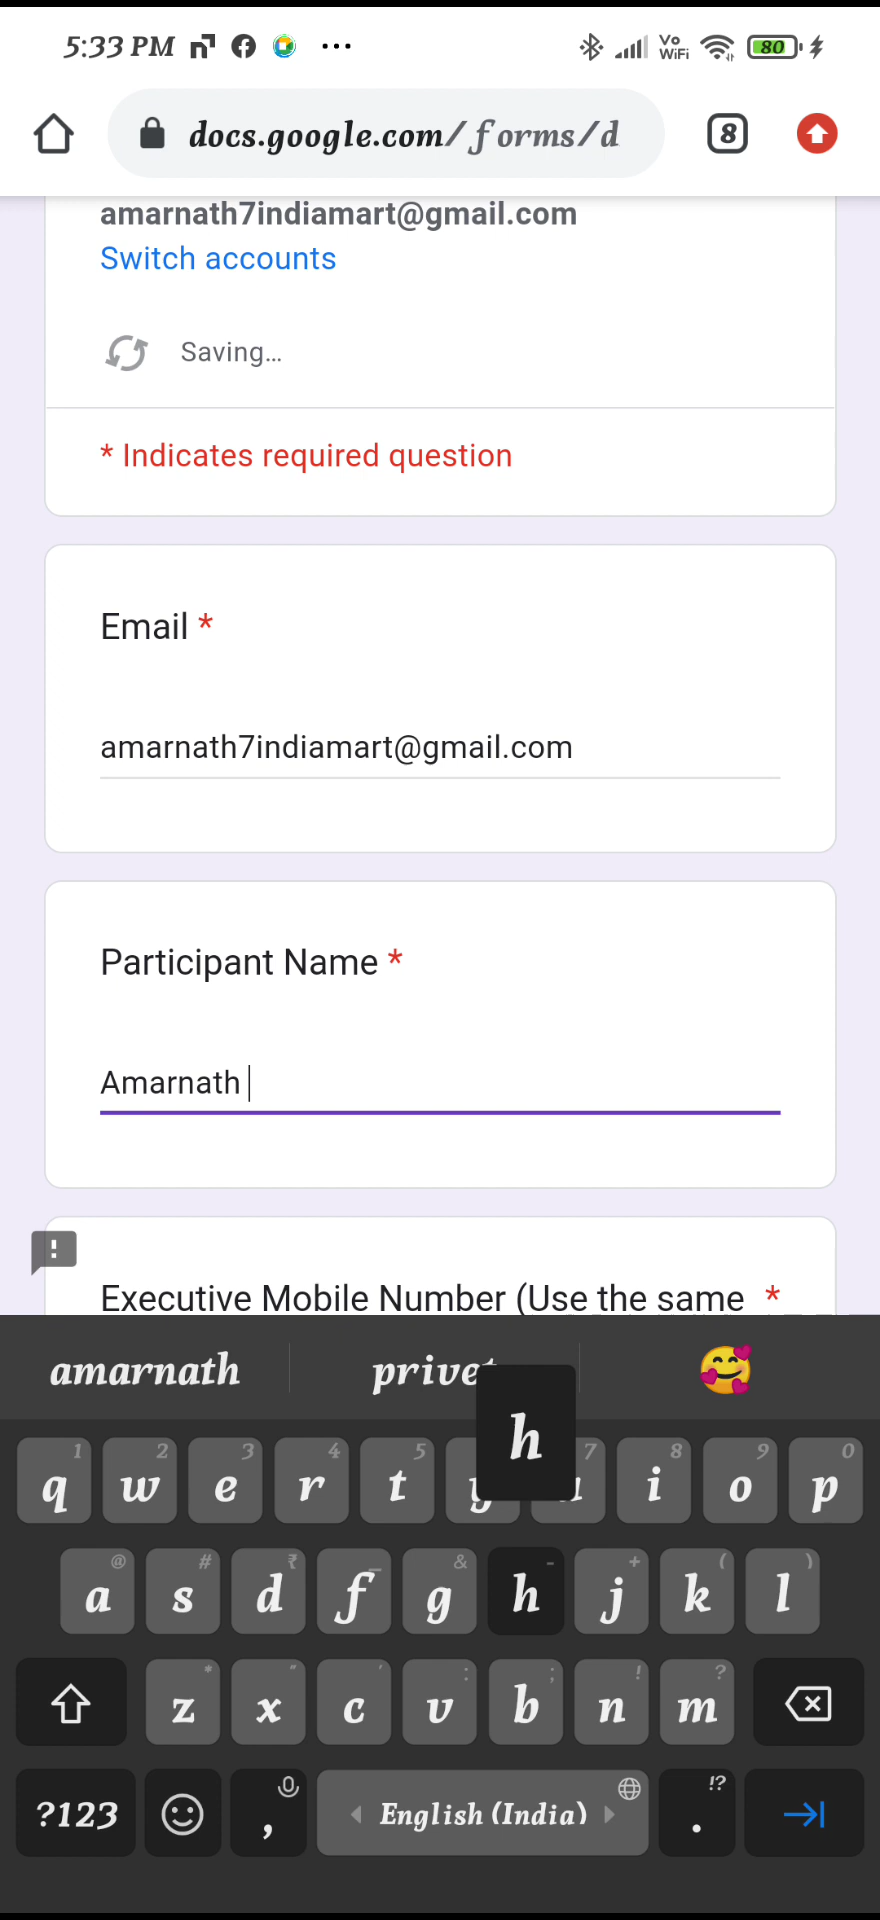 5:33 PM
Vo
WiFi
80
docs.google.com/forms/d
8
amarnath7indiamart@gmail.com
Switch accounts
Saving...
* Indicates required question
Email *
amarnath7indiamart@gmail.com
Participant Name *
Amarnath
Executive Mobile Number (Use the same *
amarnath
h
1 2 3 4 5 7 8 9 0
q w e r t i o p
@ # ₹ _ & - + ( )
a s d f g h j k l
* " ' : ; ! ?
z x c v b n m
?123 , English (India) !? .